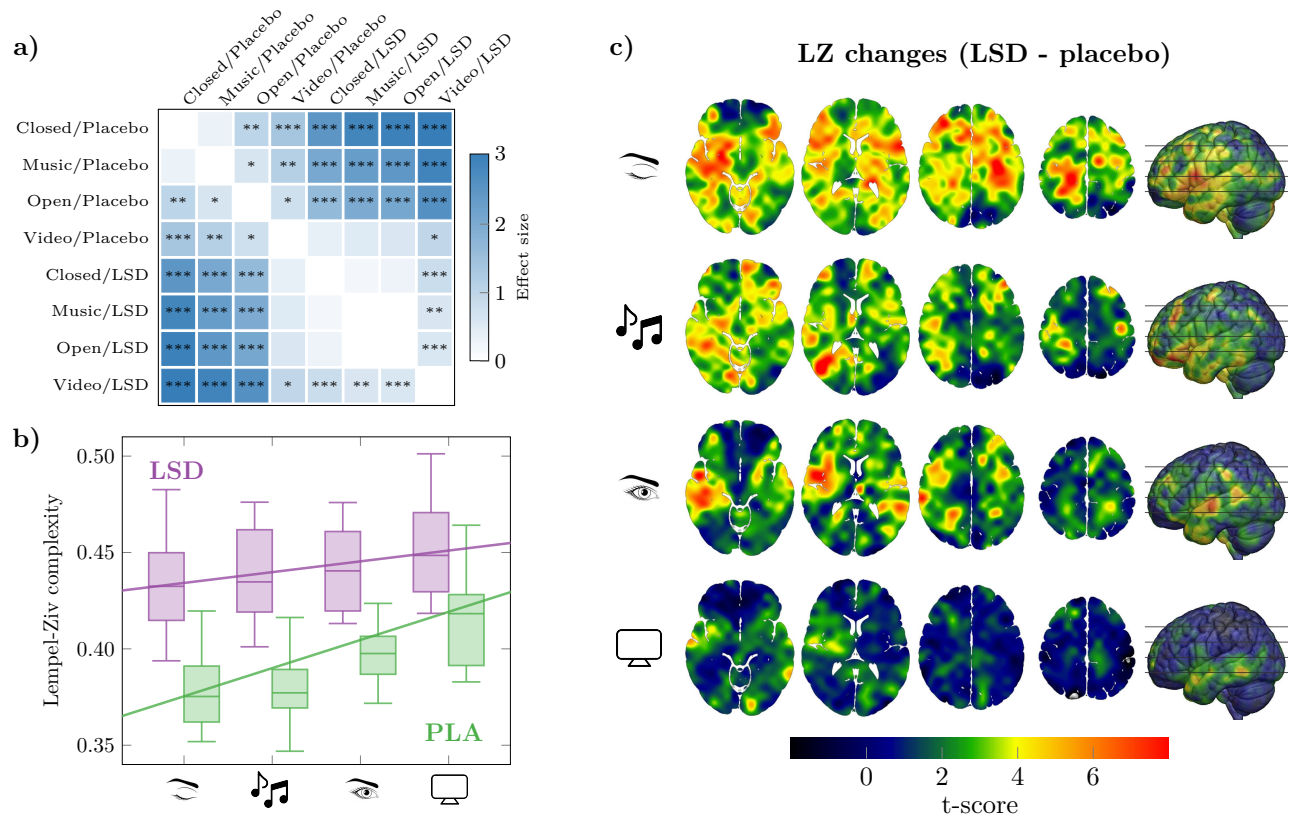 a)
Closed/Placebo
Music/Placebo
Open/Placebo
Video/Placebo
Closed/LSD
Music/LSD
Open/LSD
Video/LSD
Closed/Placebo ** *** *** *** *** ***
Music/Placebo * ** *** *** *** ***
Open/Placebo ** * * *** *** *** ***
Video/Placebo *** ** * *
Closed/LSD *** *** *** ***
Music/LSD *** *** *** **
Open/LSD *** *** *** ***
Video/LSD *** *** *** * *** ** ***
3
2
1
0
Effect size
b)
0.50
0.45
0.40
0.35
Lempel-Ziv complexity
LSD
PLA
c)
LZ changes (LSD - placebo)
0 2 4 6
t-score